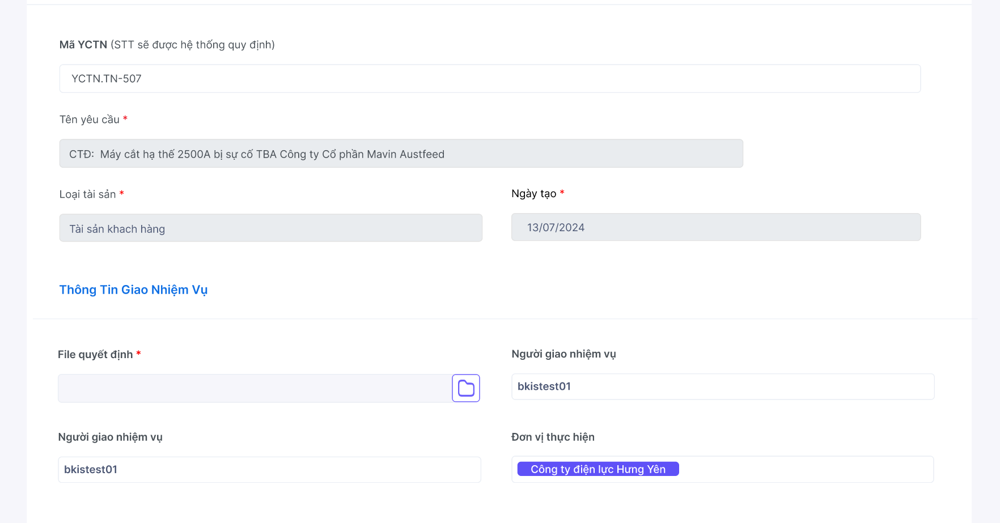 Mã YCTN (STT sẽ được hệ thống quy định)
YCTN.TN-507
Tên yêu cầu *
CTĐ:  Máy cắt hạ thế 2500A bị sự cố TBA Công ty Cổ phần Mavin Austfeed
Loại tài sản *
Ngày tạo *
Tài sản khach hàng
13/07/2024
Thông Tin Giao Nhiệm Vụ
File quyết định *
Người giao nhiệm vụ
bkistest01
Người giao nhiệm vụ
Đơn vị thực hiện
bkistest01
Công ty điện lực Hưng Yên